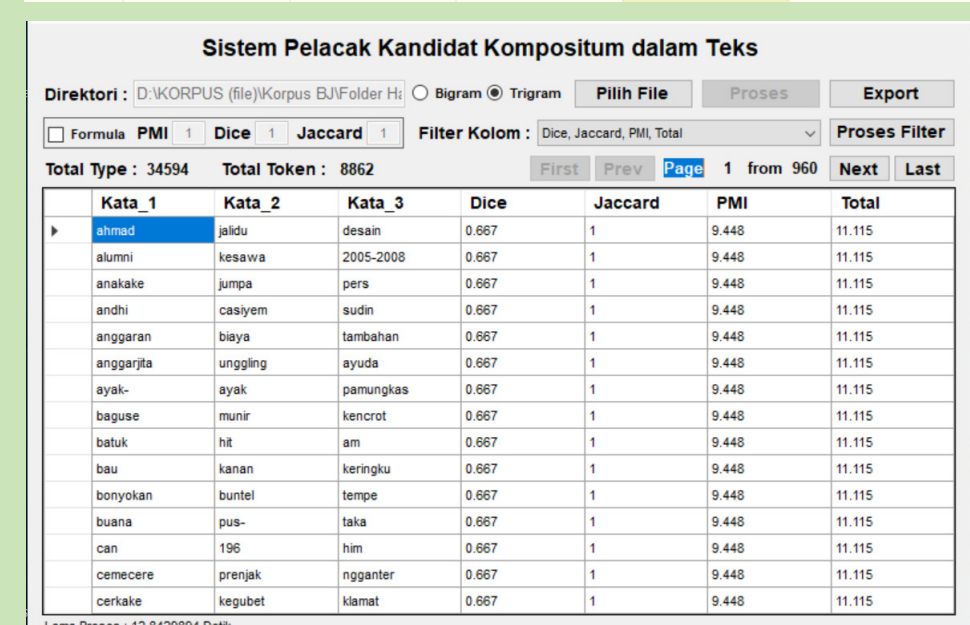 Sistem Pelacak Kandidat Kompositum dalam Teks
Direktori : D:\KORPUS (file)\Korpus BJ\Folder Ha Bigram Trigram Pilih File Proses Export
Formula PMI 1 Dice 1 Jaccard 1 Filter Kolom : Dice, Jaccard, PMI, Total Proses Filter
Total Type : 34594 Total Token : 8862 First Prev Page 1 from 960 Next Last
Kata_1 Kata_2 Kata_3 Dice Jaccard PMI Total
ahmad jalidu desain 0.667 1 9.448 11.115
alumni kesawa 2005-2008 0.667 1 9.448 11.115
anakake jumpa pers 0.667 1 9.448 11.115
andhi casiyem sudin 0.667 1 9.448 11.115
anggaran biaya tambahan 0.667 1 9.448 11.115
anggarjita unggling ayuda 0.667 1 9.448 11.115
ayak- ayak pamungkas 0.667 1 9.448 11.115
baguse munir kencrot 0.667 1 9.448 11.115
batuk hit am 0.667 1 9.448 11.115
bau kanan keringku 0.667 1 9.448 11.115
bonyokan buntel tempe 0.667 1 9.448 11.115
buana pus- taka 0.667 1 9.448 11.115
can 196 him 0.667 1 9.448 11.115
cemecere prenjak ngganter 0.667 1 9.448 11.115
cerkake kegubet klamat 0.667 1 9.448 11.115